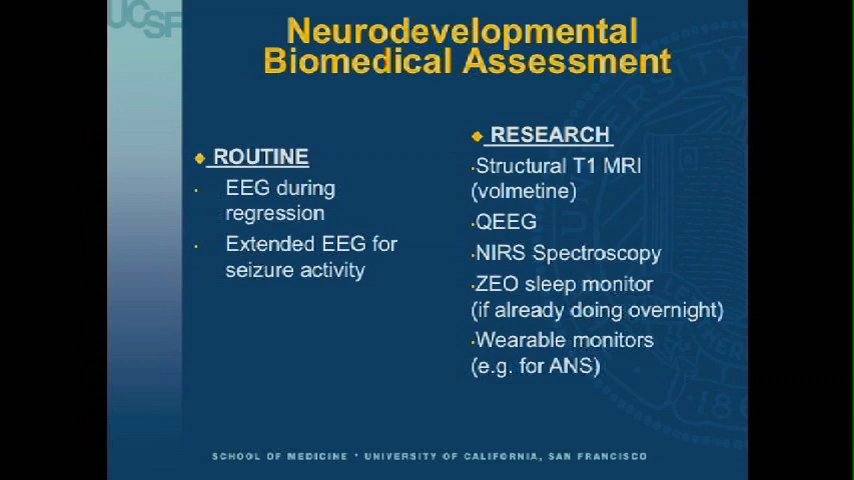 UCSF
Neurodevelopmental
Biomedical Assessment
ROUTINE
EEG during
regression
Extended EEG for
seizure activity
RESEARCH
Structural T1 MRI
(volmetine)
QEEG
NIRS Spectroscopy
ZEO sleep monitor
(if already doing overnight)
Wearable monitors
(e.g. for ANS)
SCHOOL OF MEDICINE * UNIVERSITY OF CALIFORNIA, SAN FRANCISCO